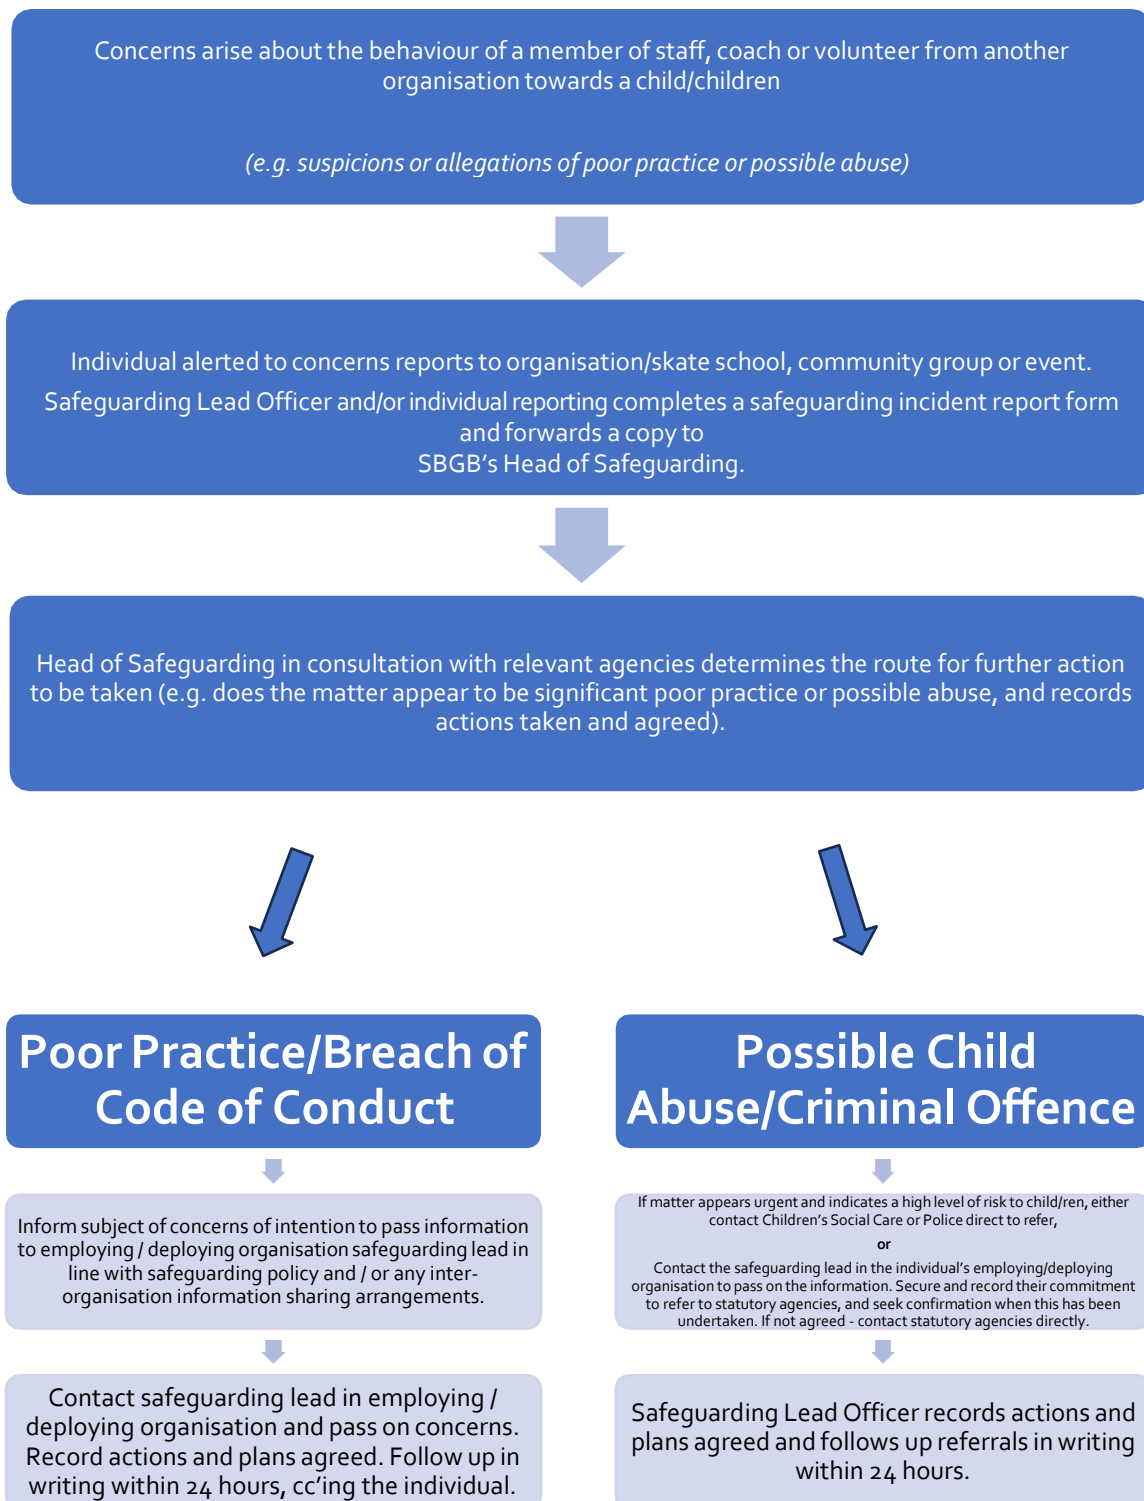 Concerns arise about the behaviour of a member of staff, coach or volunteer from another
organisation towards a child/children
(e.g. suspicions or allegations of poor practice or possible abuse)
Individual alerted to concerns reports to organisation/skate school, community group or event.
Safeguarding Lead Officer and/or individual reporting completes a safeguarding incident report form
and forwards a copy to
SBGB's Head of Safeguarding.
Head of Safeguarding in consultation with relevant agencies determines the route for further action
to be taken (e.g. does the matter appear to be significant poor practice or possible abuse, and records
actions taken and agreed).
Poor Practice/Breach of
Code of Conduct
Inform subject of concerns of intention to pass information
to employing / deploying organisation safeguarding lead in
line with safeguarding policy and / or any inter-
organisation information sharing arrangements.
Contact safeguarding lead in employing /
deploying organisation and pass on concerns.
Record actions and plans agreed. Follow up in
writing within 24 hours, cc'ing the individual.
Possible Child
Abuse/Criminal Offence
If matter appears urgent and indicates a high level of risk to child/ren, either
contact Children's Social Care or Police direct to refer,
or
Contact the safeguarding lead in the individual's employing/deploying
organisation to pass on the information. Secure and record their commitment
to refer to statutory agencies, and seek confirmation when this has been
undertaken. If not agreed - contact statutory agencies directly.
Safeguarding Lead Officer records actions and
plans agreed and follows up referrals in writing
within 24 hours.